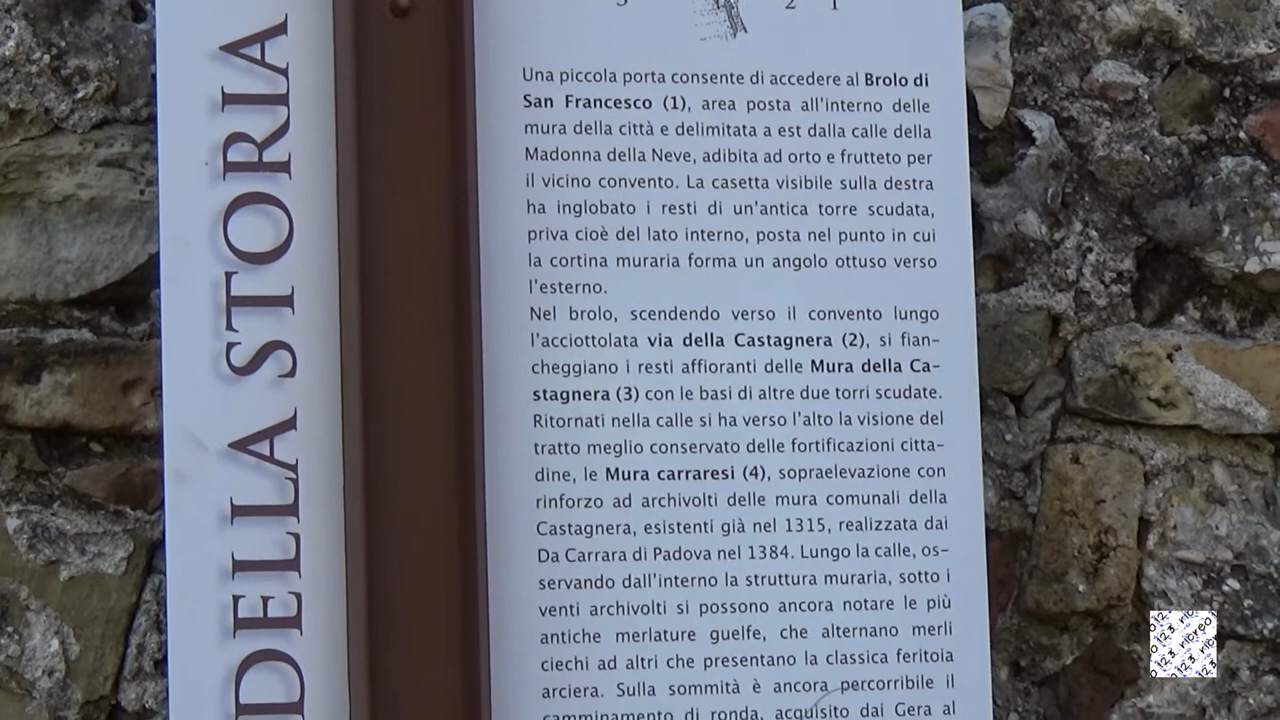 DELLA STORIA
2 1
Una piccola porta consente di accedere al Brolo di
San Francesco (1), area posta all'interno delle
mura della città e delimitata a est dalla calle della
Madonna della Neve, adibita ad orto e frutteto per
il vicino convento. La casetta visibile sulla destra
ha inglobato i resti di un'antica torre scudata,
priva cioè del lato interno, posta nel punto in cui
la cortina muraria forma un angolo ottuso verso
l'esterno.
Nel brolo, scendendo verso il convento lungo
l'acciottolata via della Castagnera (2), si fian-
cheggiano i resti affioranti delle Mura della Ca-
stagnera (3) con le basi di altre due torri scudate.
Ritornati nella calle si ha verso l'alto la visione del
tratto meglio conservato delle fortificazioni citta-
dine, le Mura carraresi (4), sopraelevazione con
rinforzo ad archivolti delle mura comunali della
Castagnera, esistenti già nel 1315, realizzata dai
Da Carrara di Padova nel 1384. Lungo la calle, os-
servando dall'interno la struttura muraria, sotto i
venti archivolti si possono ancora notare le più
antiche merlature guelfe, che alternano merli
ciechi ad altri che presentano la classica feritoia
arciera. Sulla sommità è ancora percorribile il
camminamento di ronda, acquisito dai Gera al